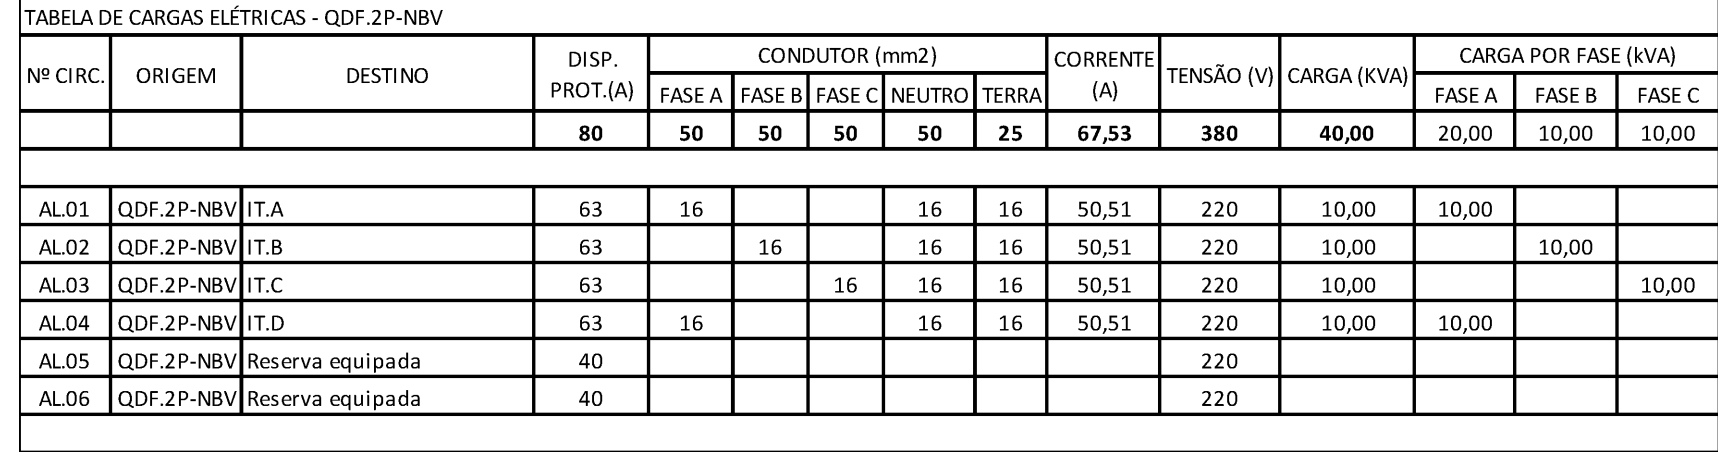 TABELA DE CARGAS ELÉTRICAS - QDF.2P-NBV
Nº CIRC. ORIGEM DESTINO DISP. PROT.(A) CONDUTOR (mm2) CORRENTE (A) TENSÃO (V) CARGA (KVA) CARGA POR FASE (kVA)
FASE A FASE B FASE C NEUTRO TERRA FASE A FASE B FASE C
80 50 50 50 50 25 67,53 380 40,00 20,00 10,00 10,00
AL.01 QDF.2P-NBV IT.A 63 16 16 16 50,51 220 10,00 10,00
AL.02 QDF.2P-NBV IT.B 63 16 16 16 50,51 220 10,00 10,00
AL.03 QDF.2P-NBV IT.C 63 16 16 16 50,51 220 10,00 10,00
AL.04 QDF.2P-NBV IT.D 63 16 16 16 50,51 220 10,00 10,00
AL.05 QDF.2P-NBV Reserva equipada 40 220
AL.06 QDF.2P-NBV Reserva equipada 40 220